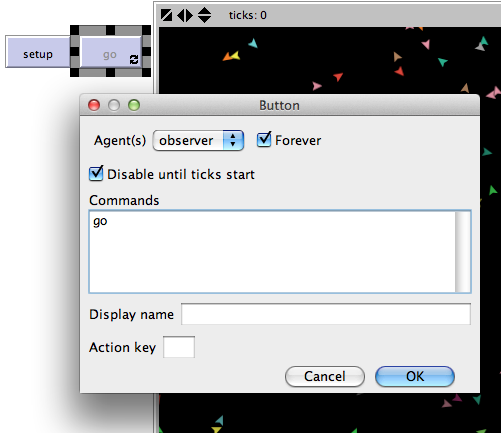 ticks: 0
setup
go
Button
Agent(s) observer Forever
Disable until ticks start
Commands
go
Display name
Action key
Cancel OK